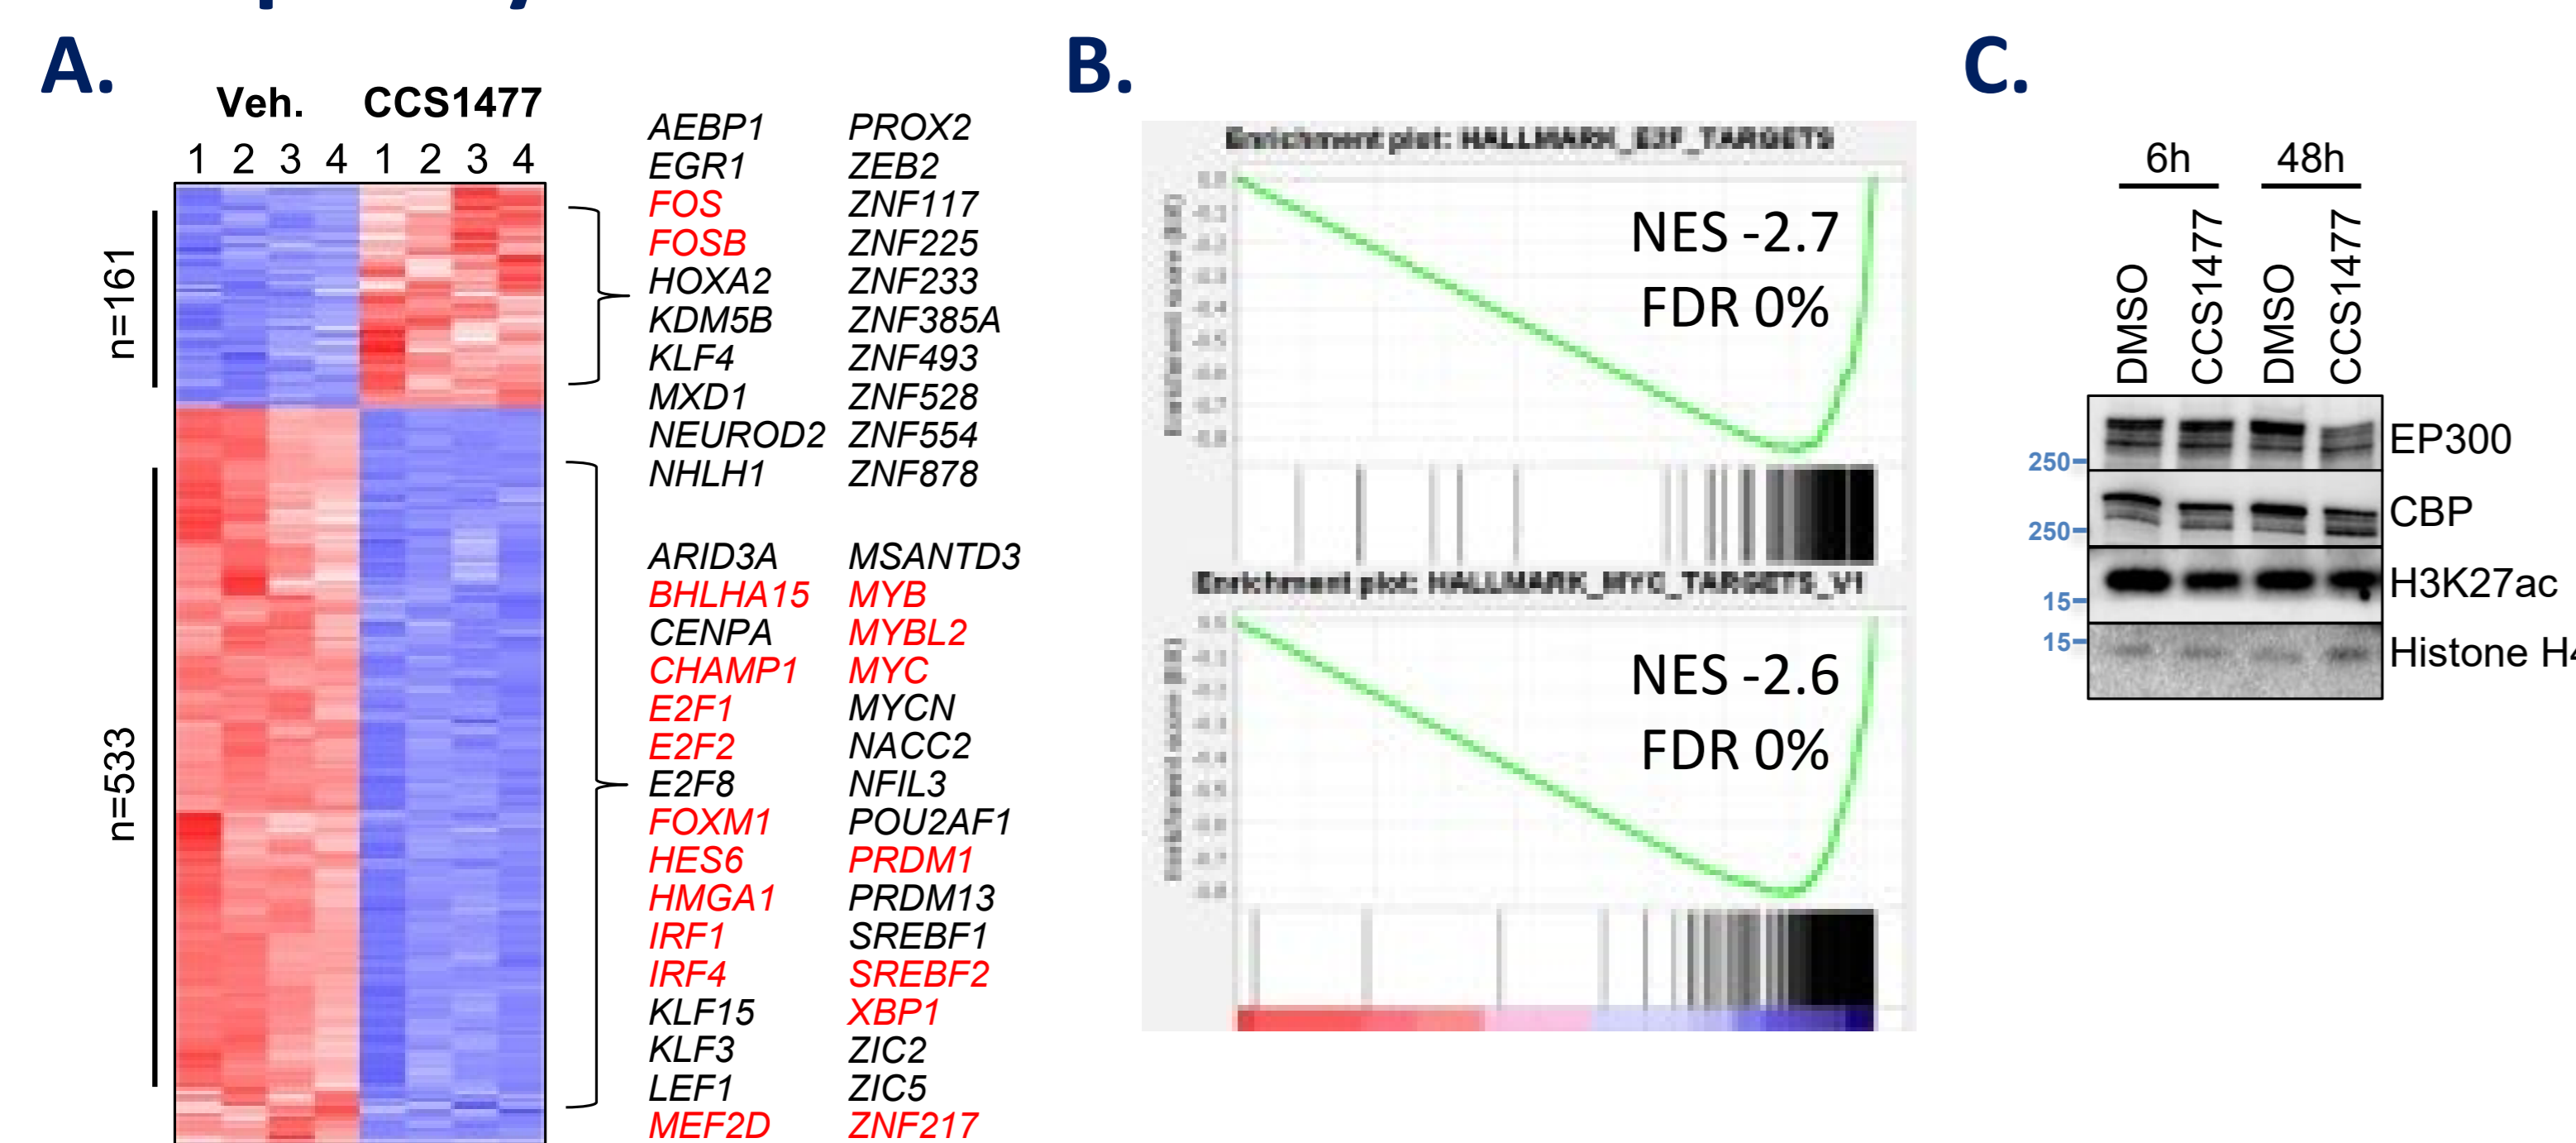 A.
Veh. CCS1477
1 2 3 4 1 2 3 4
n=161
n=533
AEBP1 PROX2
EGR1 ZEB2
FOS ZNF117
FOSB ZNF225
HOXA2 ZNF233
KDM5B ZNF385A
KLF4 ZNF493
MXD1 ZNF528
NEUROD2 ZNF554
NHLH1 ZNF878
ARID3A MSANTD3
BHLHA15 MYB
CENPA MYBL2
CHAMP1 MYC
E2F1 MYCN
E2F2 NACC2
E2F8 NFIL3
FOXM1 POU2AF1
HES6 PRDM1
HMGA1 PRDM13
IRF1 SREBF1
IRF4 SREBF2
KLF15 XBP1
KLF3 ZIC2
LEF1 ZIC5
MEF2D ZNF217
B.
Enrichment plot: HALLMARK_E2F_TARGETS
NES -2.7
FDR 0%
Enrichment plot: HALLMARK_MYC_TARGETS_V1
NES -2.6
FDR 0%
C.
6h 48h
DMSO CCS1477 DMSO CCS1477
250 EP300
250 CBP
15 H3K27ac
15 Histone H4